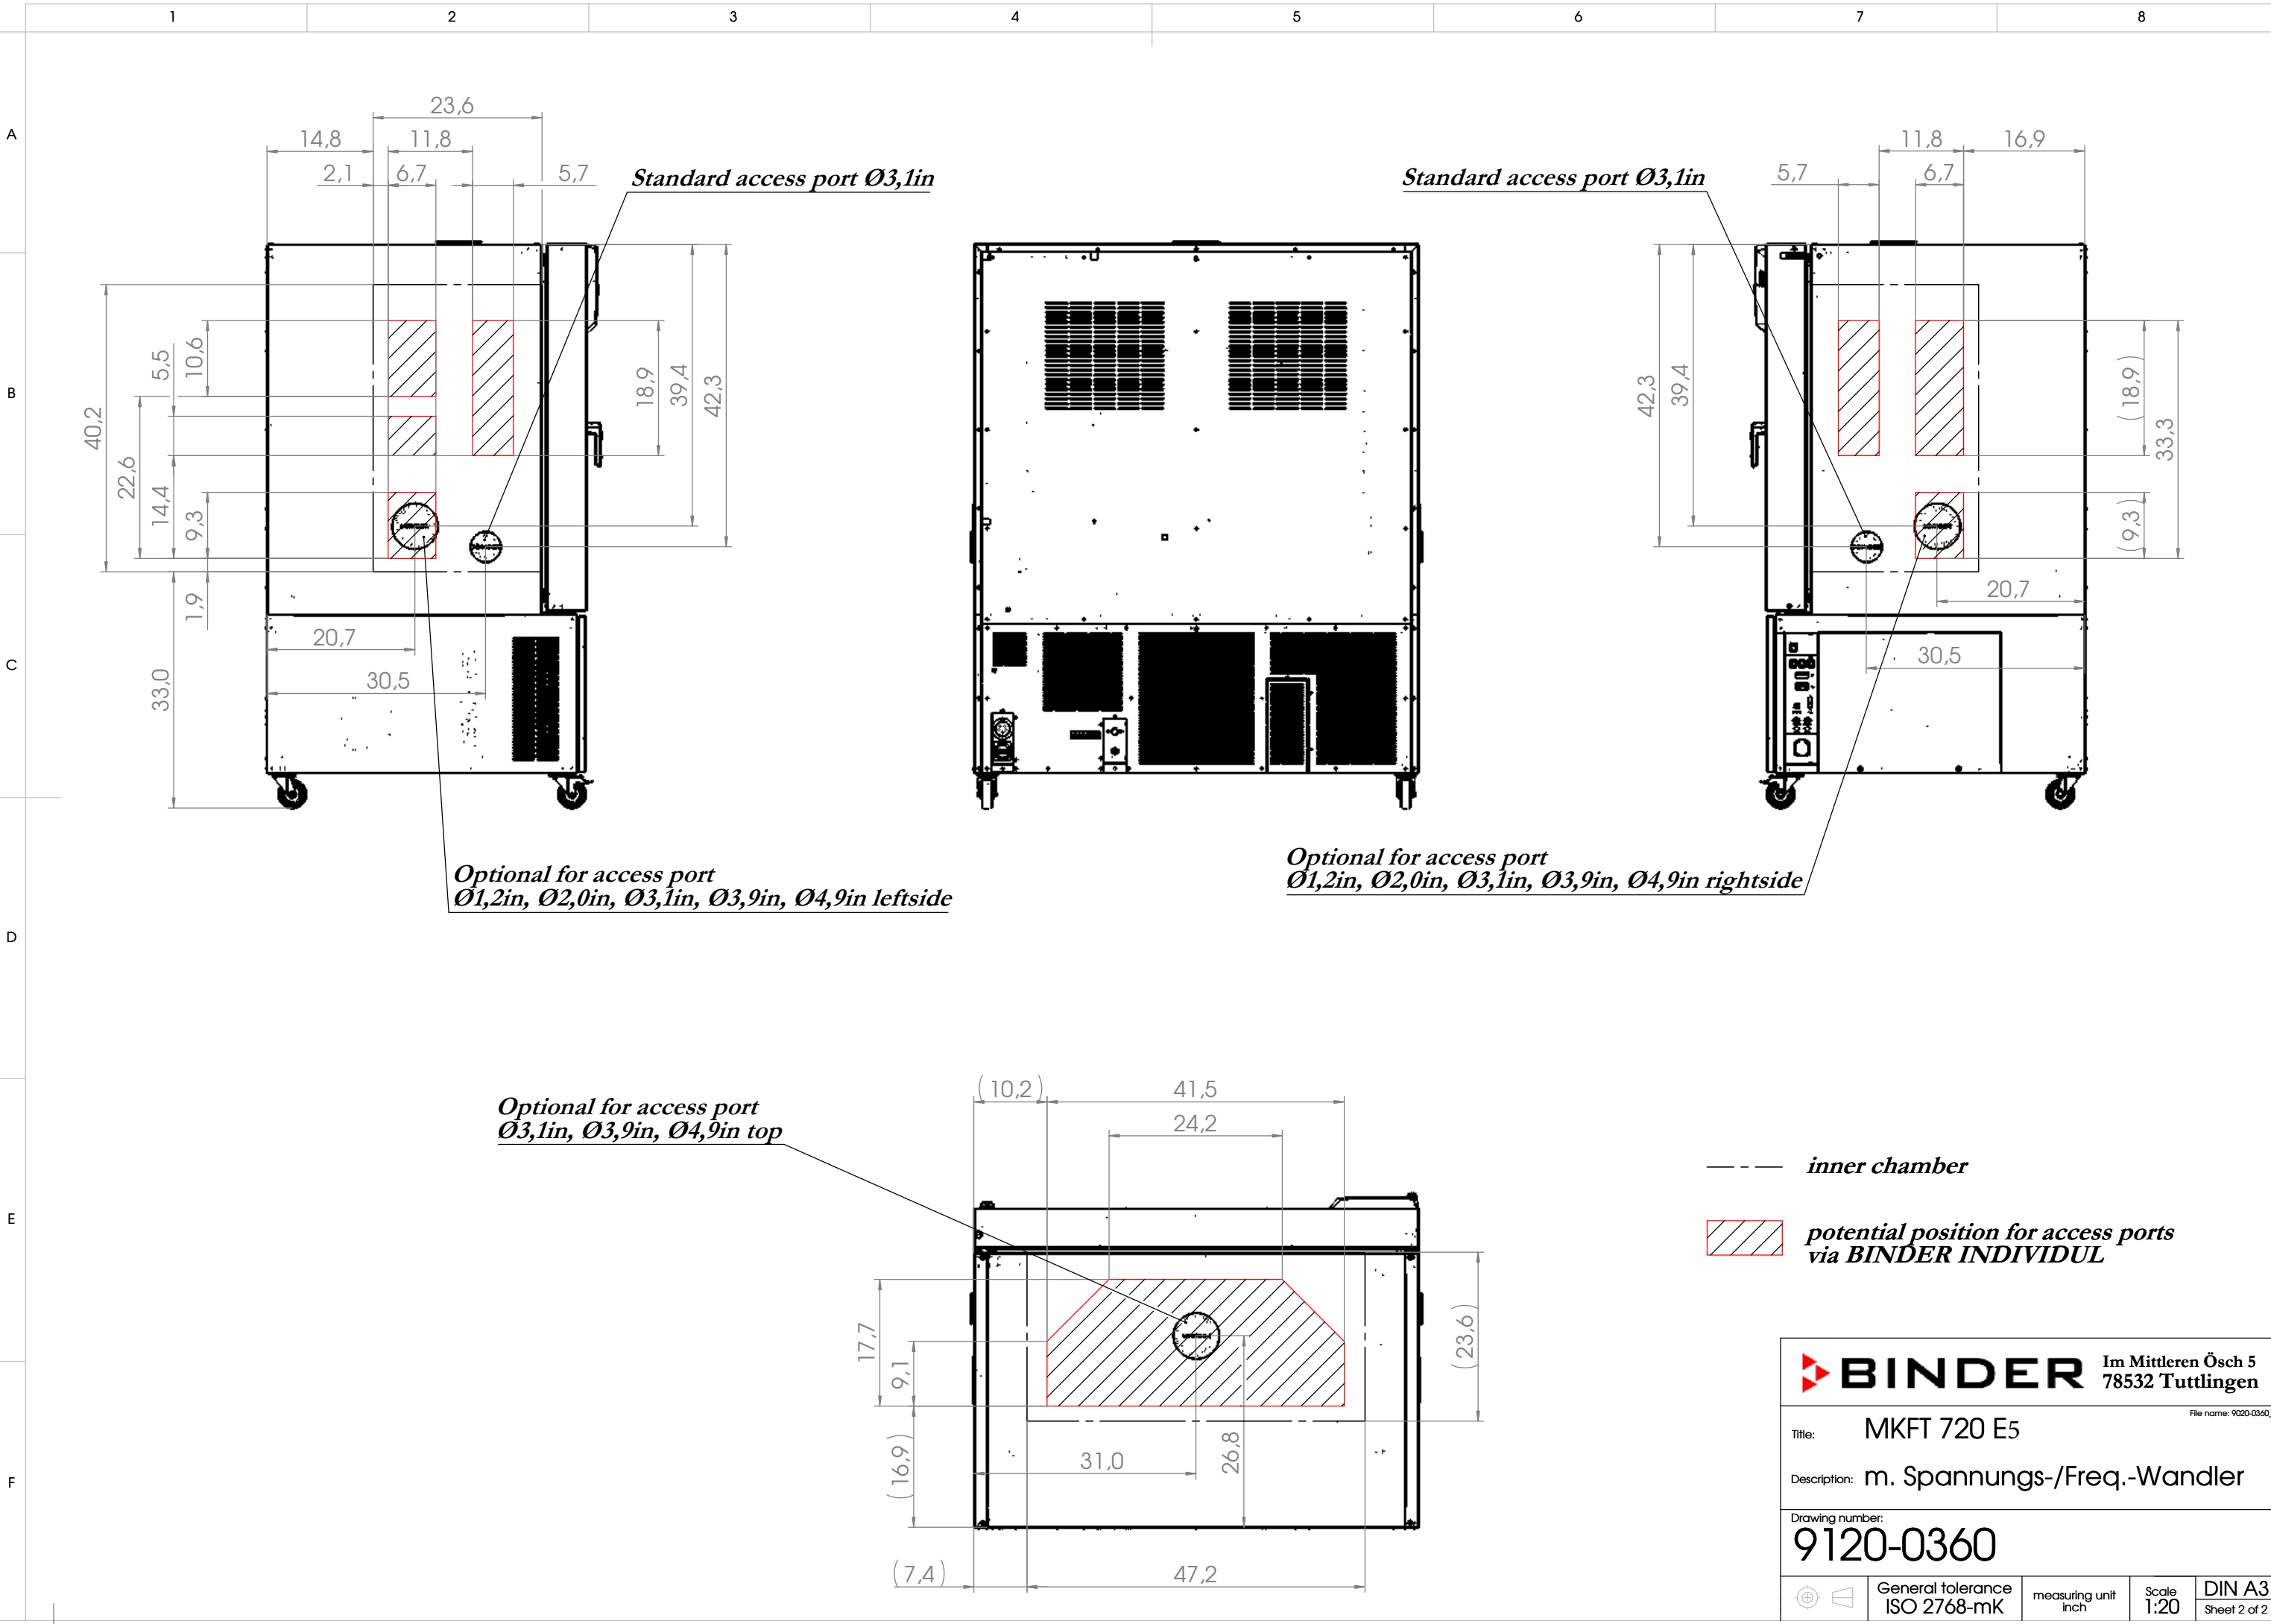 1 2 3 4 5 6 7 8
A
B
C
D
E
F
23,6
14,8 11,8
2,1 6,7 5,7
Standard access port Ø3,1in
40,2
5,5 10,6
22,6
14,4
9,3
1,9
33,0
18,9
39,4
42,3
20,7
30,5
Optional for access port
Ø1,2in, Ø2,0in, Ø3,1in, Ø3,9in, Ø4,9in leftside
11,8 16,9
5,7 6,7
Standard access port Ø3,1in
42,3
39,4
(18,9)
33,3
(9,3)
20,7
30,5
Optional for access port
Ø1,2in, Ø2,0in, Ø3,1in, Ø3,9in, Ø4,9in rightside
(10,2) 41,5
24,2
Optional for access port
Ø3,1in, Ø3,9in, Ø4,9in top
17,7
9,1
(16,9)
(23,6)
31,0
26,8
(7,4) 47,2
inner chamber
potential position for access ports
via BINDER INDIVIDUL
BINDER
Im Mittleren Ösch 5
78532 Tuttlingen
File name: 9020-0360_
Title: MKFT 720 E5
Description: m. Spannungs-/Freq.-Wandler
Drawing number:
9120-0360
General tolerance
ISO 2768-mK
measuring unit
inch
Scale
1:20
DIN A3
Sheet 2 of 2